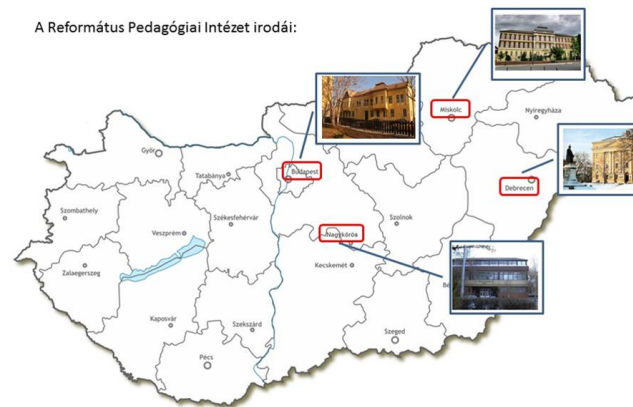 A Református Pedagógiai Intézet irodái:
Miskolc
Nyíregyháza
Győr
Tatabánya
Budapest
Debrecen
Szombathely
Székesfehérvár
Szolnok
Veszprém
Nagykőrös
Zalaegerszeg
Kecskemét
Kaposvár
Szekszárd
Szeged
Pécs